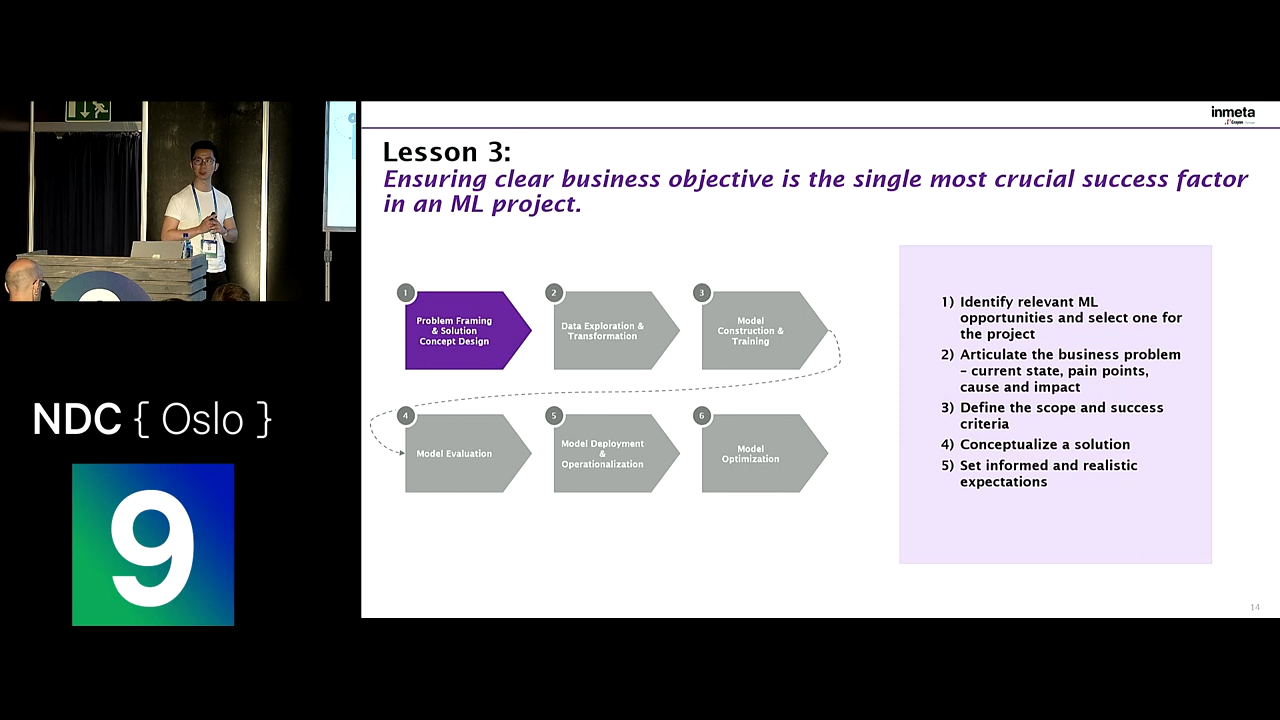 inmeta
Crayon
Lesson 3:
Ensuring clear business objective is the single most crucial success factor
in an ML project.
1
Problem Framing
& Solution
Concept Design
2
Data Exploration &
Transformation
3
Model
Construction &
Training
4
Model Evaluation
5
Model Deployment
&
Operationalization
6
Model
Optimization
1) Identify relevant ML
opportunities and select one for
the project
2) Articulate the business problem
– current state, pain points,
cause and impact
3) Define the scope and success
criteria
4) Conceptualize a solution
5) Set informed and realistic
expectations
14
NDC { Oslo }
9